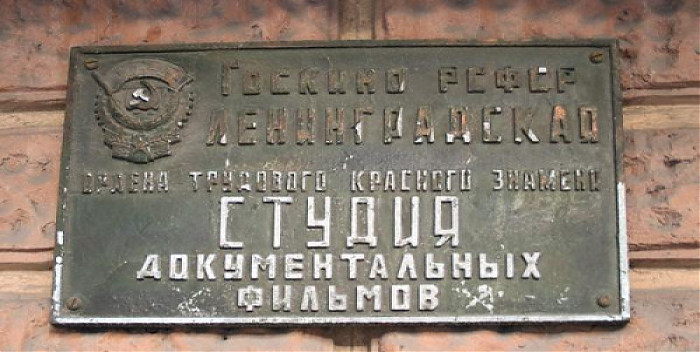 Госкино РСФСР
ЛЕНИНГРАДСКАЯ
ОРДЕНА ТРУДОВОГО КРАСНОГО ЗНАМЕНИ
СТУДИЯ
ДОКУМЕНТАЛЬНЫХ
ФИЛЬМОВ